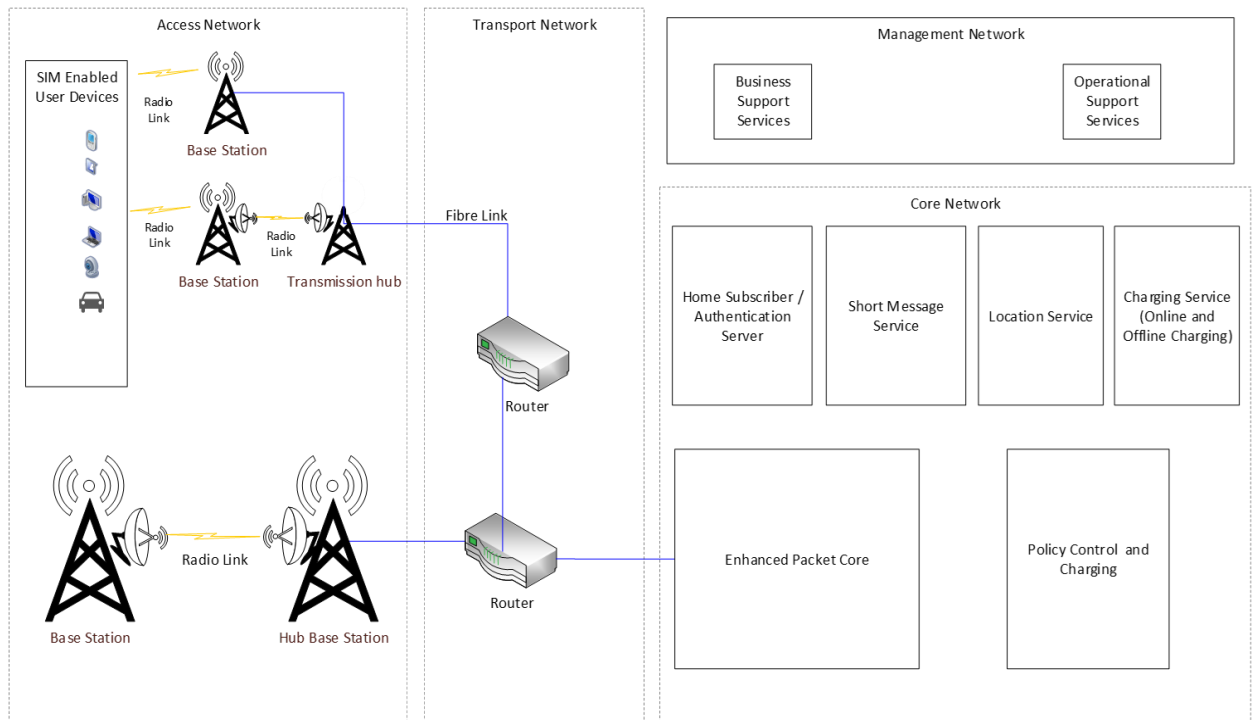 Access Network
SIM Enabled
User Devices
Radio
Link
Base Station
Radio
Link
Radio
Link
Base Station
Transmission hub
Radio Link
Base Station
Hub Base Station
Transport Network
Fibre Link
Router
Router
Management Network
Business
Support
Services
Operational
Support
Services
Core Network
Home Subscriber /
Authentication
Server
Short Message
Service
Location Service
Charging Service
(Online and
Offline Charging)
Enhanced Packet Core
Policy Control and
Charging